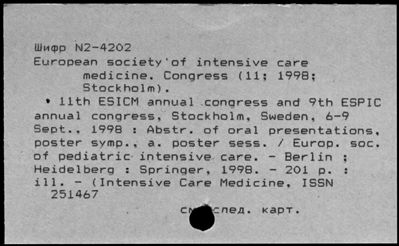 Шифр N2-4202
European society of intensive care
medicine. Congress (11; 1998;
Stockholm).
11th ESICM annual congress and 9th ESPIC
annual congress, Stockholm, Sweden, 6-9
Sept., 1998 : Abstr. of oral presentations,
poster symp., a. poster sess. / Europ. soc.
of pediatric intensive care. - Berlin ;
Heidelberg : Springer, 1998. - 201 p. :
ill. - (Intensive Care Medicine, ISSN
251467
см. след. карт.